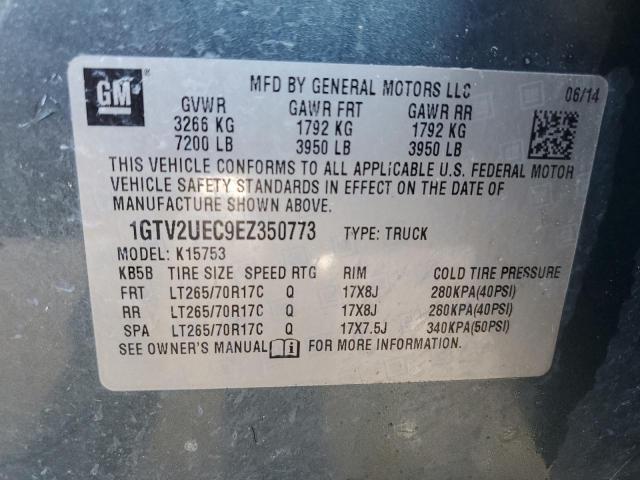 GM
MFD BY GENERAL MOTORS LLC
06/14
GVWR GAWR FRT GAWR RR
3266 KG 1792 KG 1792 KG
7200 LB 3950 LB 3950 LB
THIS VEHICLE CONFORMS TO ALL APPLICABLE U.S. FEDERAL MOTOR
VEHICLE SAFETY STANDARDS IN EFFECT ON THE DATE OF
MANUFACTURE SHOWN ABOVE.
1GTV2UEC9EZ350773 TYPE: TRUCK
MODEL: K15753
KB5B TIRE SIZE SPEED RTG RIM COLD TIRE PRESSURE
FRT LT265/70R17C Q 17X8J 280KPA(40PSI)
RR LT265/70R17C Q 17X8J 280KPA(40PSI)
SPA LT265/70R17C Q 17X7.5J 340KPA(50PSI)
SEE OWNER'S MANUAL FOR MORE INFORMATION.